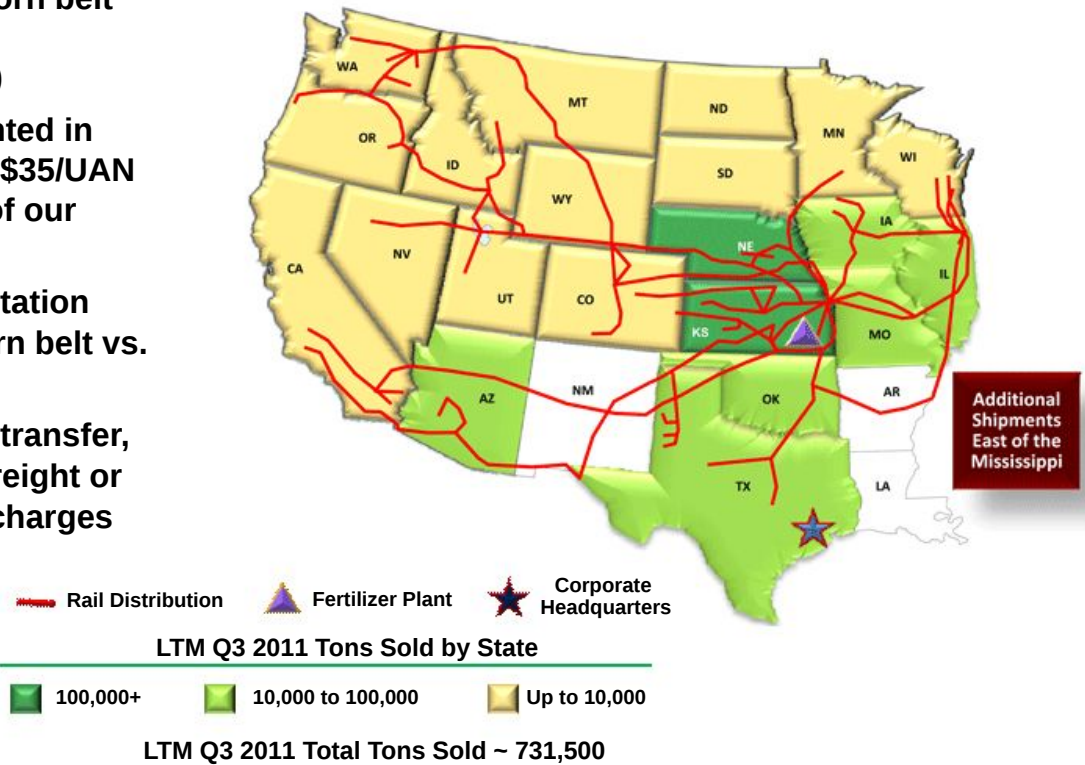 orn belt
)
nted in
$35/UAN
of our
tation
rn belt vs.
transfer,
reight or
charges
WA
MT
ND
MN
OR
ID
SD
WI
WY
IA
NE
NV
CA
IL
UT
CO
KS
MO
NM
AZ
OK
AR
TX
LA
Additional
Shipments
East of the
Mississippi
Rail Distribution
Fertilizer Plant
Corporate
Headquarters
LTM Q3 2011 Tons Sold by State
100,000+
10,000 to 100,000
Up to 10,000
LTM Q3 2011 Total Tons Sold ~ 731,500